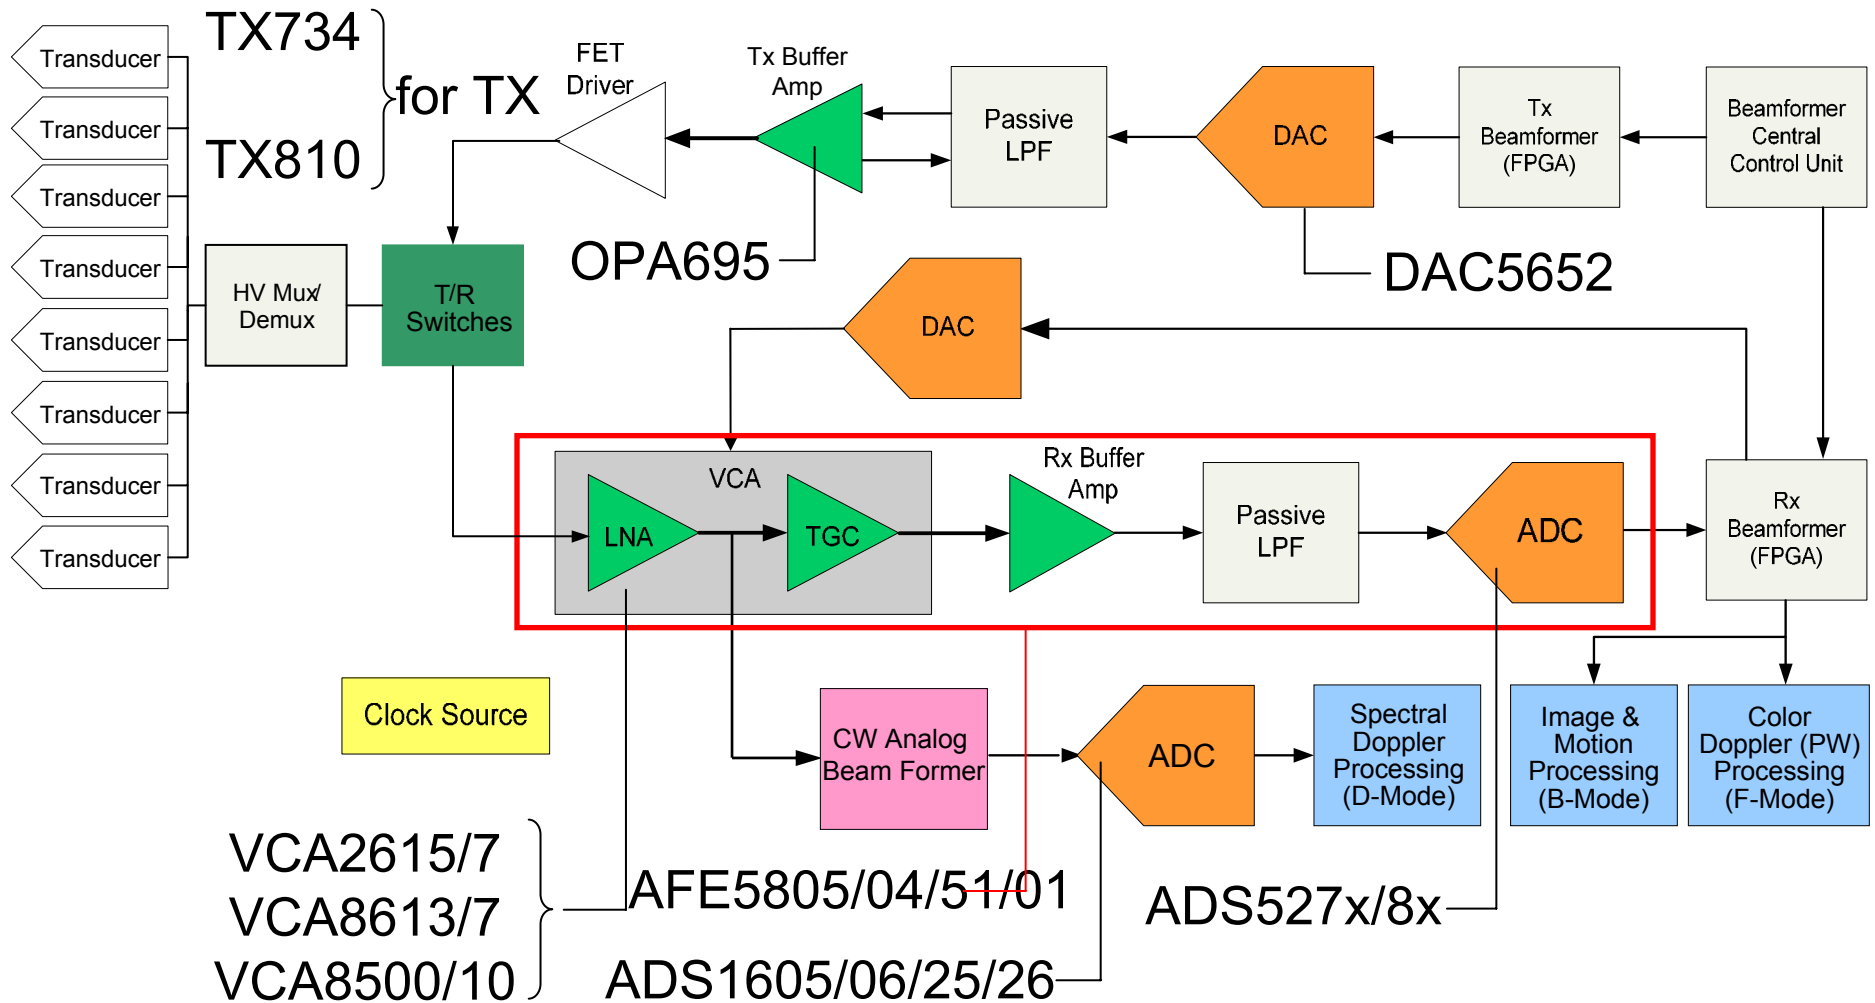 TX734
TX810
for TX
FET
Driver
Tx Buffer
Amp
Passive
LPF
DAC
Tx
Beamformer
(FPGA)
Beamformer
Central
Control Unit
Transducer
Transducer
Transducer
Transducer
Transducer
Transducer
Transducer
Transducer
HV Mux/
Demux
T/R
Switches
OPA695
DAC5652
DAC
VCA
LNA
TGC
Rx Buffer
Amp
Passive
LPF
ADC
Rx
Beamformer
(FPGA)
Clock Source
CW Analog
Beam Former
ADC
Spectral
Doppler
Processing
(D-Mode)
Image &
Motion
Processing
(B-Mode)
Color
Doppler (PW)
Processing
(F-Mode)
VCA2615/7
VCA8613/7
VCA8500/10
AFE5805/04/51/01
ADS527x/8x
ADS1605/06/25/26